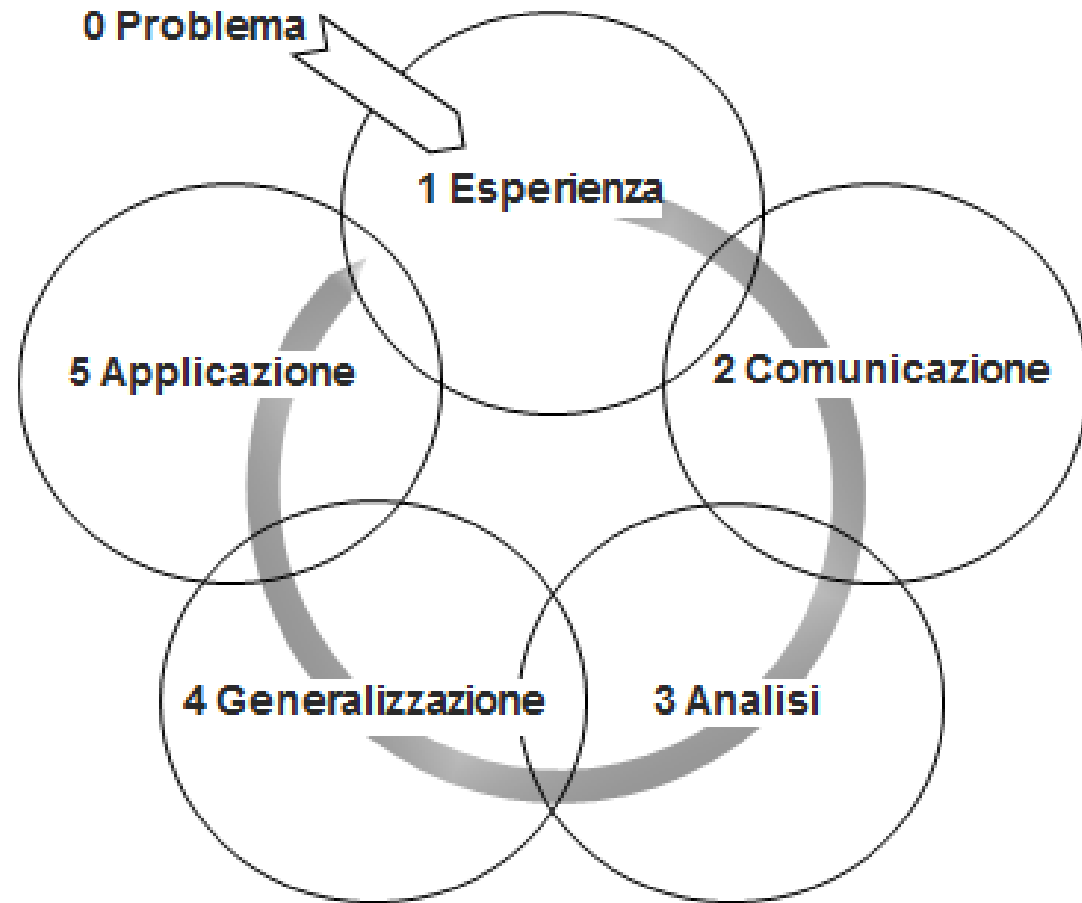 0 Problema
1 Esperienza
2 Comunicazione
3 Analisi
4 Generalizzazione
5 Applicazione